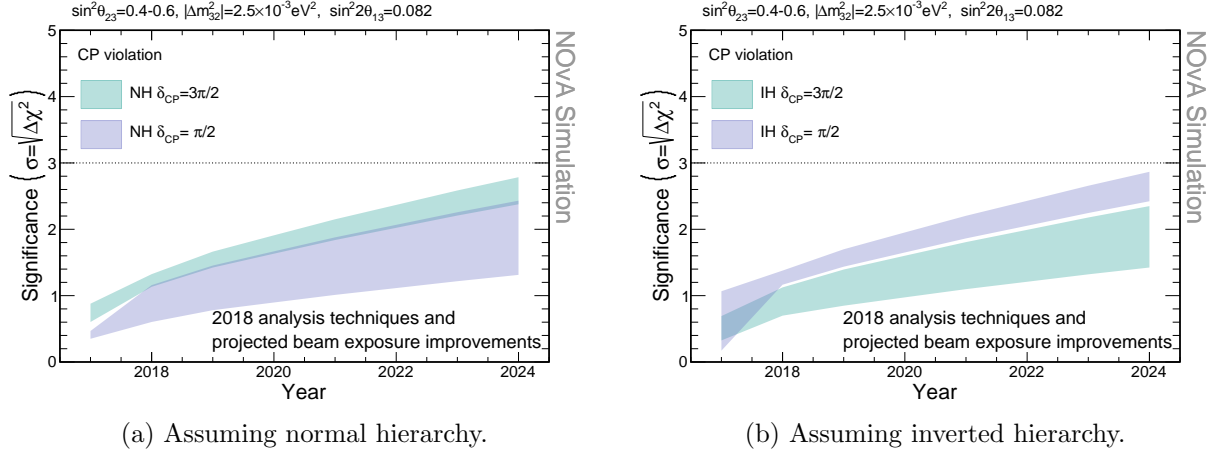 sin²θ₂₃=0.4-0.6, |Δm²₃₂|=2.5×10⁻³eV², sin²2θ₁₃=0.082
5
4
3
2
1
0
Significance (σ=√Δχ²)
CP violation
NH δCP=3π/2
NH δCP= π/2
2018 analysis techniques and
projected beam exposure improvements
2018 2020 2022 2024
Year
NOvA Simulation
(a) Assuming normal hierarchy.
sin²θ₂₃=0.4-0.6, |Δm²₃₂|=2.5×10⁻³eV², sin²2θ₁₃=0.082
5
4
3
2
1
0
Significance (σ=√Δχ²)
CP violation
IH δCP=3π/2
IH δCP= π/2
2018 analysis techniques and
projected beam exposure improvements
2018 2020 2022 2024
Year
NOvA Simulation
(b) Assuming inverted hierarchy.